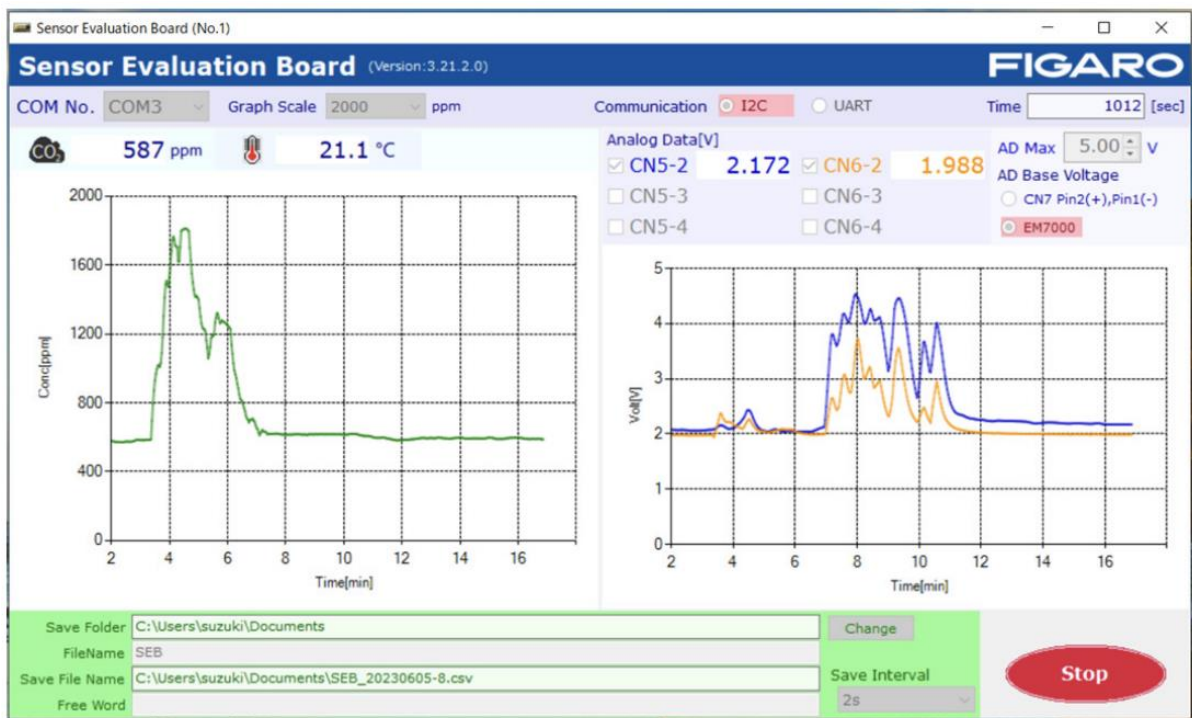 Sensor Evaluation Board (No.1)
Sensor Evaluation Board (Version:3.21.2.0) FIGARO
COM No. COM3 Graph Scale 2000 ppm Communication I2C UART Time 1012 [sec]
CO₂ 587 ppm 21.1 °C
Analog Data[V]
CN5-2 2.172 CN6-2 1.988
CN5-3 CN6-3
CN5-4 CN6-4
AD Max 5.00 V
AD Base Voltage
CN7 Pin2(+),Pin1(-)
EM7000
2000
1600
1200
800
400
0
Conc[ppm]
2 4 6 8 10 12 14 16
Time[min]
5
4
3
2
1
0
Volt[V]
2 4 6 8 10 12 14 16
Time[min]
Save Folder C:\Users\suzuki\Documents Change
FileName SEB
Save File Name C:\Users\suzuki\Documents\SEB_20230605-8.csv
Free Word
Save Interval
2s
Stop